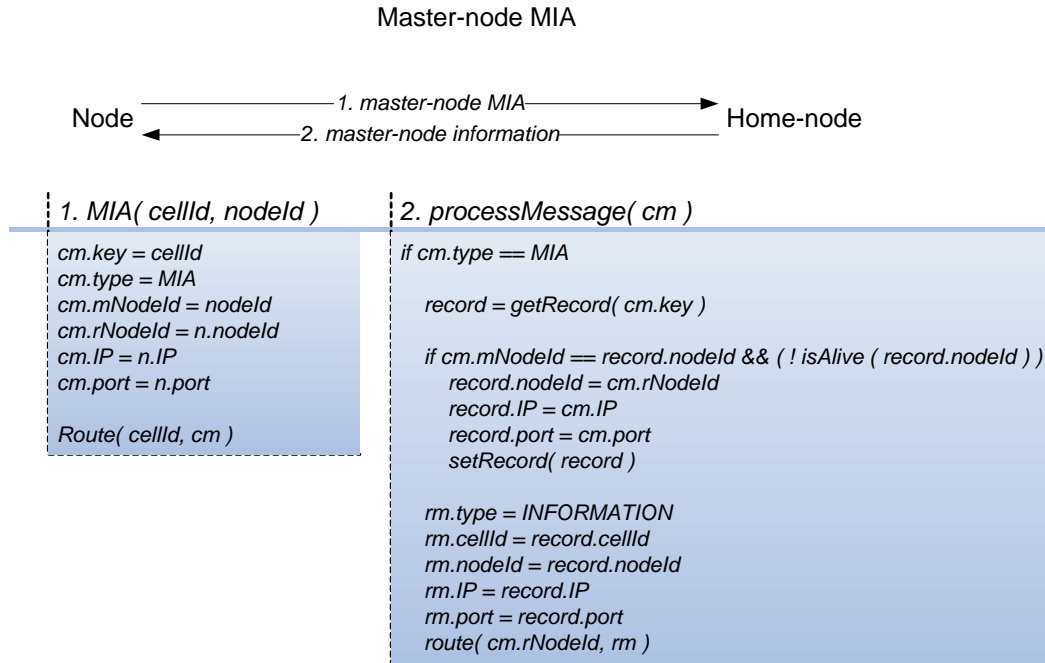 Master-node MIA
Node
1. master-node MIA
2. master-node information
Home-node
1. MIA( cellId, nodeId )
cm.key = cellId
cm.type = MIA
cm.mNodeId = nodeId
cm.rNodeId = n.nodeId
cm.IP = n.IP
cm.port = n.port
Route( cellId, cm )
2. processMessage( cm )
if cm.type == MIA
record = getRecord( cm.key )
if cm.mNodeId == record.nodeId && ( ! isAlive ( record.nodeId ) )
record.nodeId = cm.rNodeId
record.IP = cm.IP
record.port = cm.port
setRecord( record )
rm.type = INFORMATION
rm.cellId = record.cellId
rm.nodeId = record.nodeId
rm.IP = record.IP
rm.port = record.port
route( cm.rNodeId, rm )